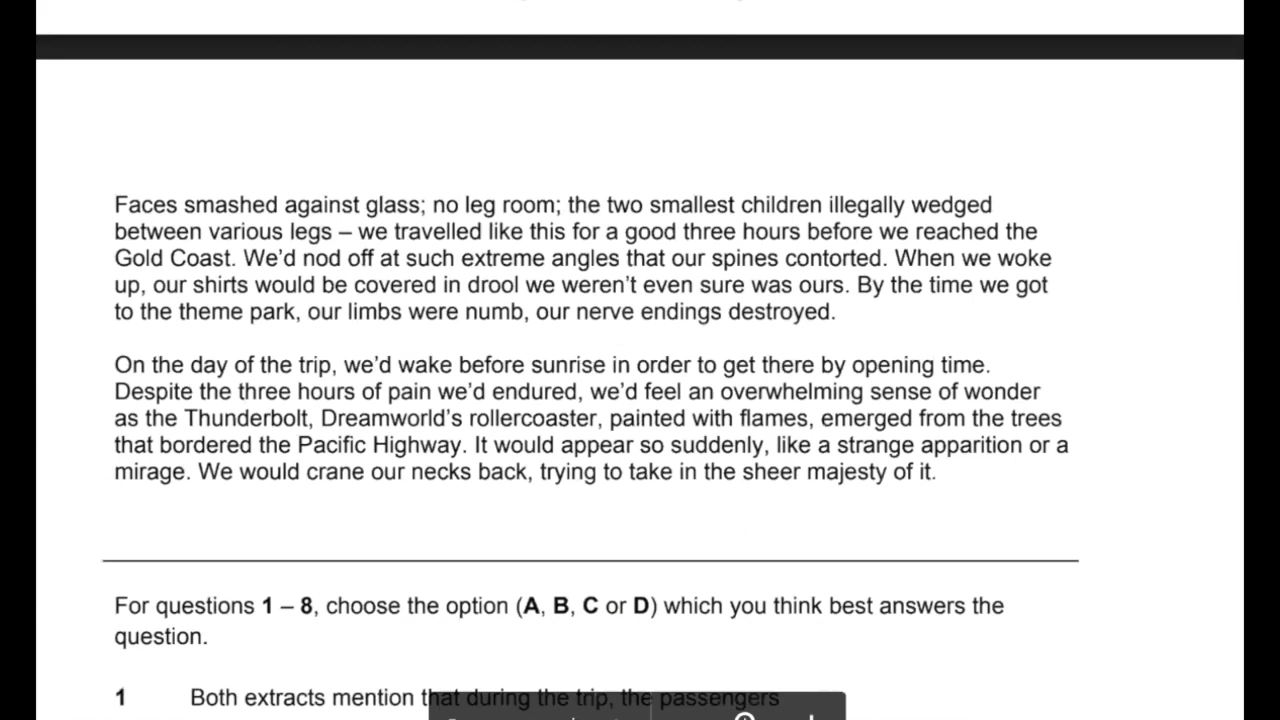 Faces smashed against glass; no leg room; the two smallest children illegally wedged
between various legs – we travelled like this for a good three hours before we reached the
Gold Coast. We’d nod off at such extreme angles that our spines contorted. When we woke
up, our shirts would be covered in drool we weren’t even sure was ours. By the time we got
to the theme park, our limbs were numb, our nerve endings destroyed.
On the day of the trip, we’d wake before sunrise in order to get there by opening time.
Despite the three hours of pain we’d endured, we’d feel an overwhelming sense of wonder
as the Thunderbolt, Dreamworld’s rollercoaster, painted with flames, emerged from the trees
that bordered the Pacific Highway. It would appear so suddenly, like a strange apparition or a
mirage. We would crane our necks back, trying to take in the sheer majesty of it.
For questions 1 – 8, choose the option (A, B, C or D) which you think best answers the
question.
1 Both extracts mention that during the trip, the passengers